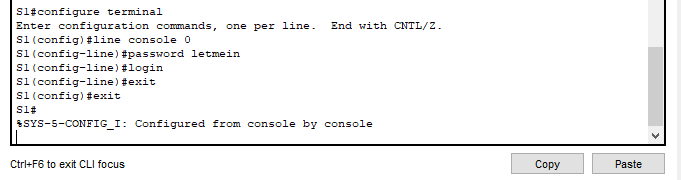 S1#configure terminal
Enter configuration commands, one per line.  End with CNTL/Z.
S1(config)#line console 0
S1(config-line)#password letmein
S1(config-line)#login
S1(config-line)#exit
S1(config)#exit
S1#
%SYS-5-CONFIG_I: Configured from console by console
Ctrl+F6 to exit CLI focus
Copy
Paste